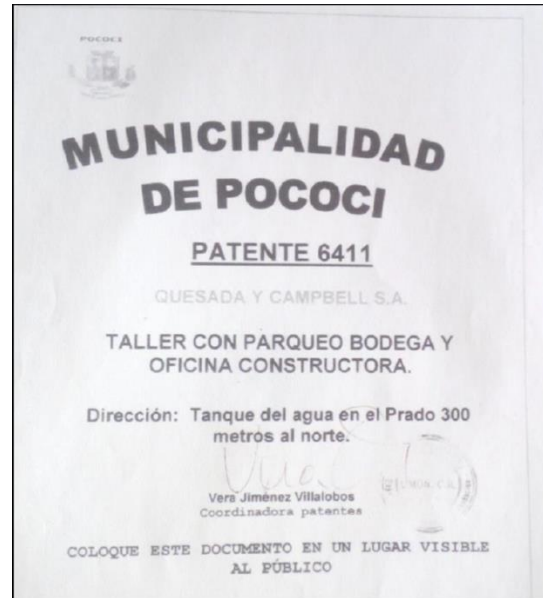 POCOCI
MUNICIPALIDAD
DE POCOCI
PATENTE 6411
QUESADA Y CAMPBELL S.A.
TALLER CON PARQUEO BODEGA Y
OFICINA CONSTRUCTORA.
Dirección: Tanque del agua en el Prado 300
metros al norte.
LIMON, C.R.
Vera Jiménez Villalobos
Coordinadora patentes
COLOQUE ESTE DOCUMENTO EN UN LUGAR VISIBLE
AL PÚBLICO